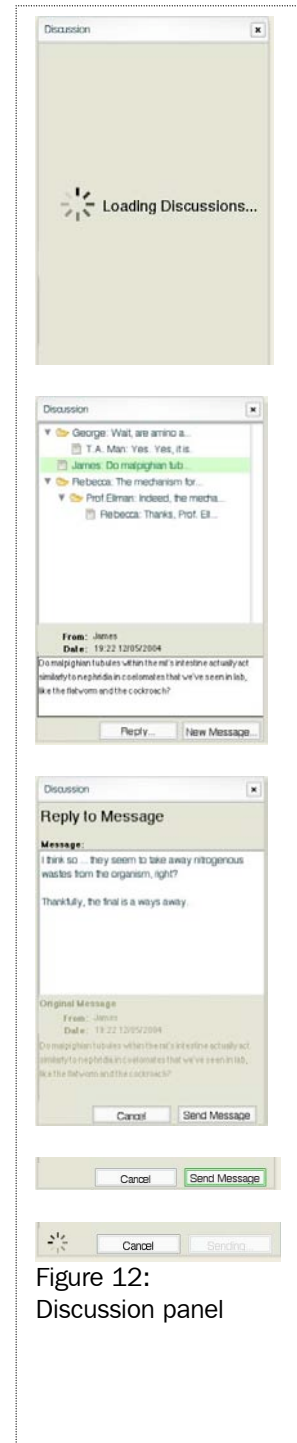 Discussion
Loading Discussions...
Discussion
George: Wait, are amino a...
T.A. Man: Yes. Yes, it is.
James: Do malpighian tub...
Rebecca: The mechanism for...
Prof Ellman: Indeed, the mecha...
Rebecca: Thanks, Prof. Ell...
From: James
Date: 19:22 12/05/2004
Do malpighian tubules within the rat's intestine actually act
similarly to nephridia in coelomates that we've seen in lab,
like the flatworm and the cockroach?
Reply... New Message...
Discussion
Reply to Message
Message:
I think so ... they seem to take away nitrogenous
wastes from the organism, right?
Thankfully, the final is a ways away.
Original Message
From: James
Date: 19:22 12/05/2004
Do malpighian tubules within the rat's intestine actually act
similarly to nephridia in coelomates that we've seen in lab,
like the flatworm and the cockroach?
Cancel Send Message
Cancel Send Message
Cancel Sending...
Figure 12:
Discussion panel